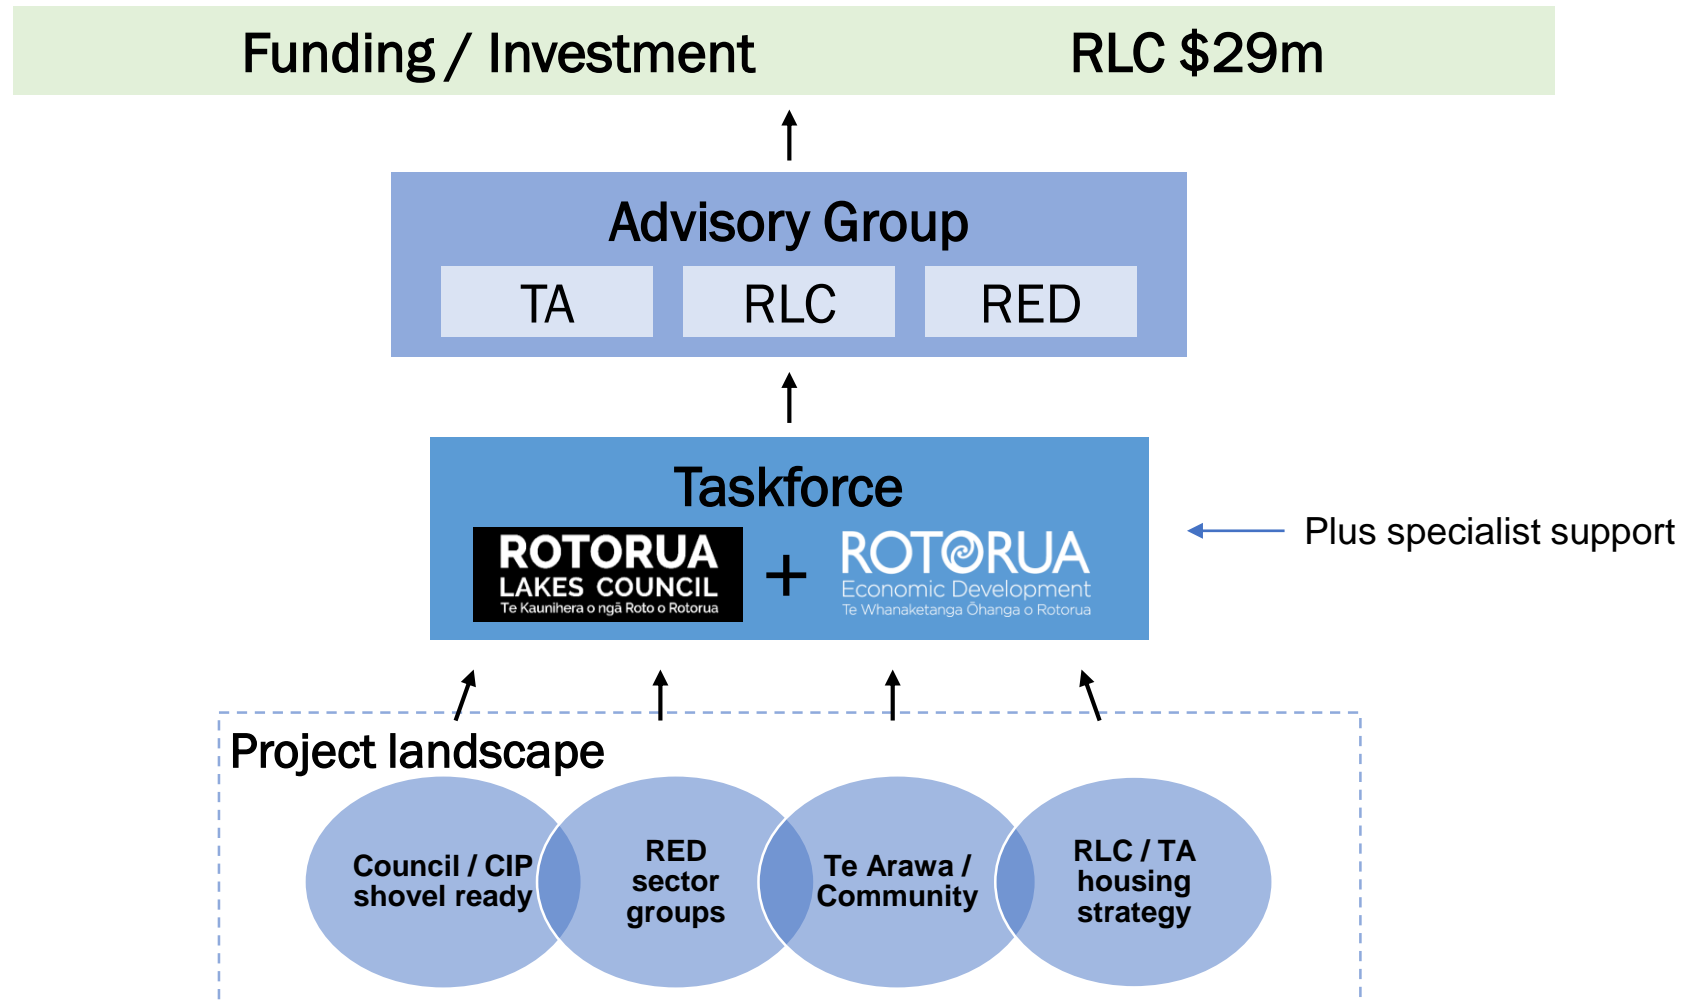 Funding / Investment RLC $29m
Advisory Group
TA RLC RED
Taskforce
ROTORUA
LAKES COUNCIL
Te Kaunihera o ngā Roto o Rotorua
+
ROTORUA
Economic Development
Te Whanaketanga Ōhanga o Rotorua
Plus specialist support
Project landscape
Council / CIP
shovel ready
RED
sector
groups
Te Arawa /
Community
RLC / TA
housing
strategy